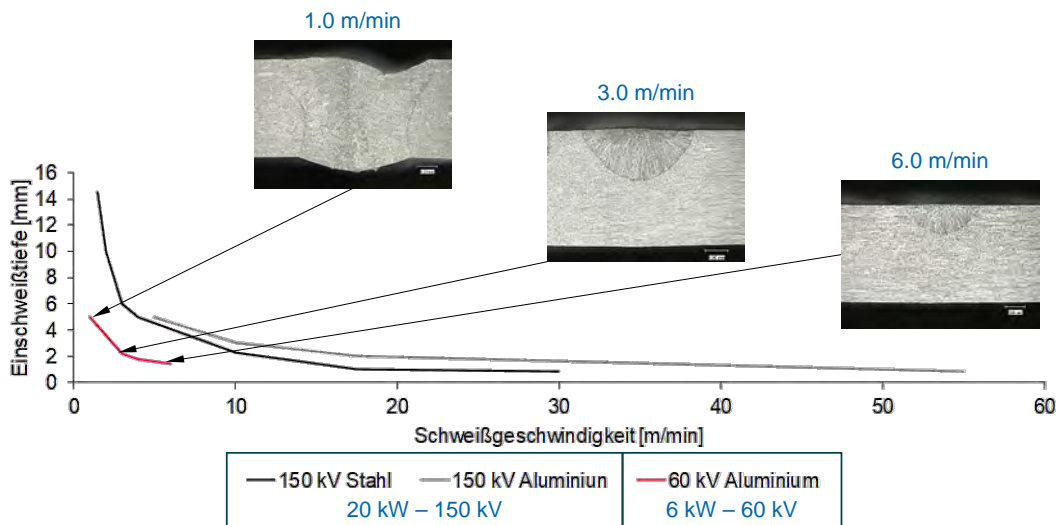 1.0 m/min
3.0 m/min
6.0 m/min
Einschweißtiefe [mm]
16
14
12
10
8
6
4
2
0
0 10 20 30 40 50 60
Schweißgeschwindigkeit [m/min]
150 kV Stahl 150 kV Aluminiun 60 kV Aluminium
20 kW – 150 kV 6 kW – 60 kV